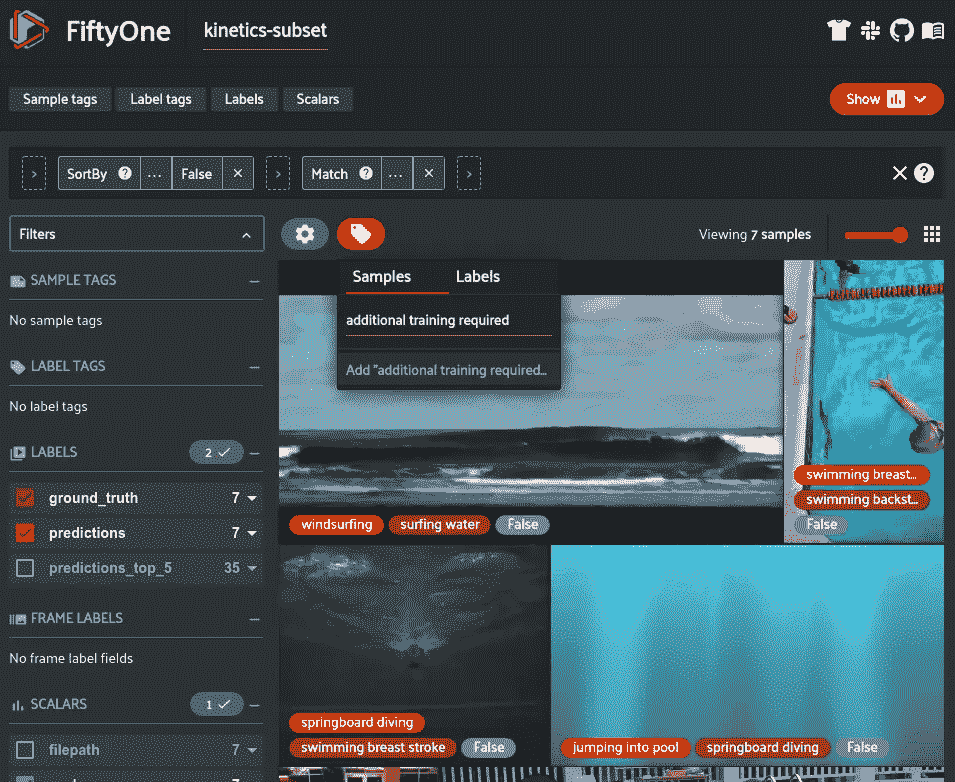 FiftyOne kinetics-subset
Sample tags Label tags Labels Scalars
Show
SortBy ? ... False × Match ? ... ×
Filters
Viewing 7 samples
SAMPLE TAGS
No sample tags
LABEL TAGS
No label tags
LABELS 2
ground_truth 7
predictions 7
predictions_top_5 35
FRAME LABELS
No frame label fields
SCALARS 1
filepath 7
Samples Labels
additional training required
Add "additional training required...
windsurfing surfing water False
swimming breast...
swimming backst...
False
springboard diving
swimming breast stroke False
jumping into pool springboard diving False